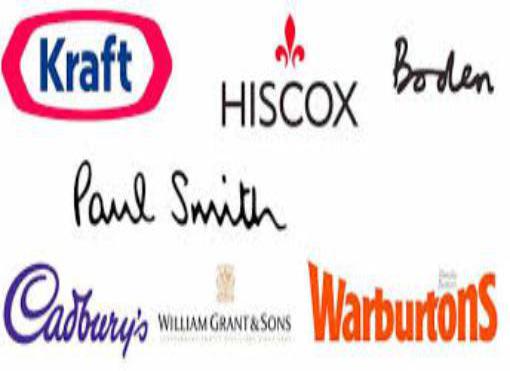 Kraft
HISCOX
Boden
Paul Smith
Cadbury's
WILLIAM GRANT & SONS
Warburtons